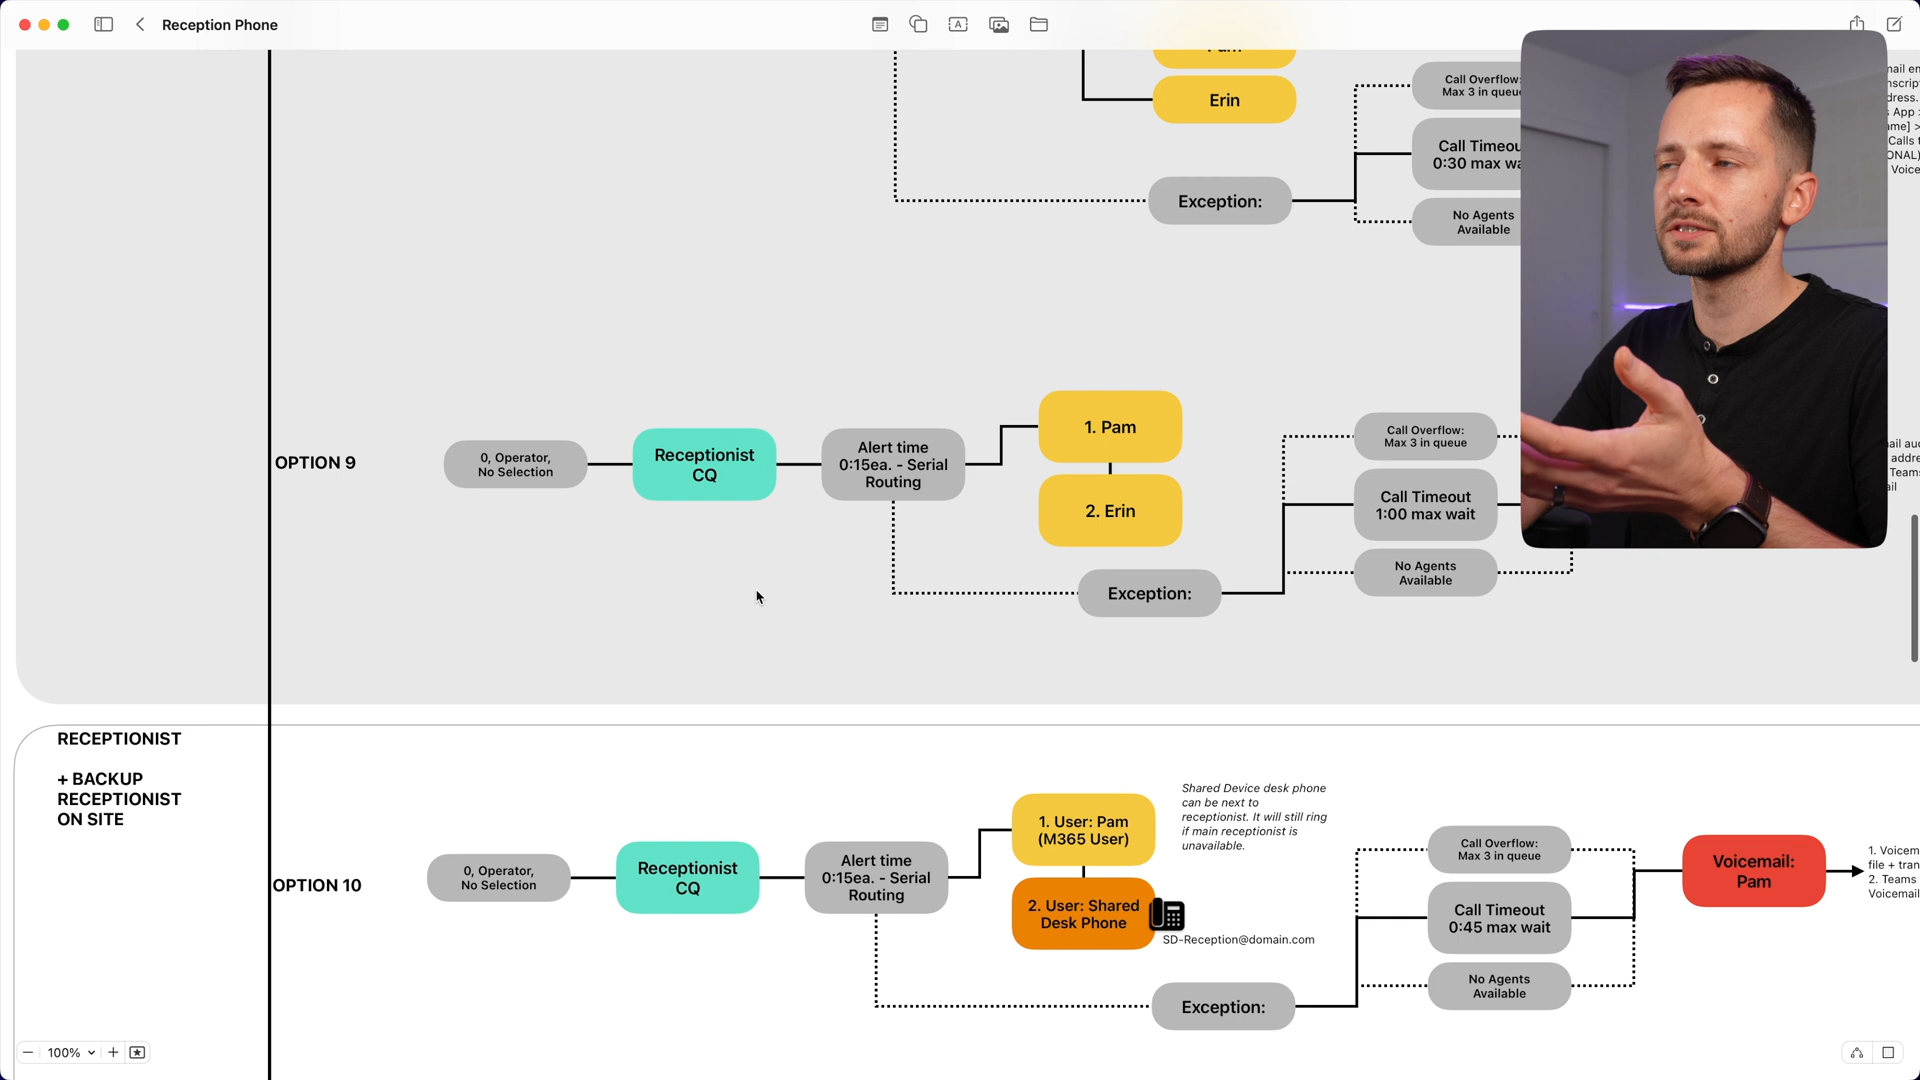 Reception Phone
Erin
Call Overflow:
Max 3 in queue
Call Timeou
0:30 max wa
Exception:
No Agents
Available
OPTION 9
0, Operator,
No Selection
Receptionist
CQ
Alert time
0:15ea. - Serial
Routing
1. Pam
2. Erin
Exception:
Call Overflow:
Max 3 in queue
Call Timeout
1:00 max wait
No Agents
Available
RECEPTIONIST
+ BACKUP
RECEPTIONIST
ON SITE
OPTION 10
0, Operator,
No Selection
Receptionist
CQ
Alert time
0:15ea. - Serial
Routing
1. User: Pam
(M365 User)
2. User: Shared
Desk Phone
Shared Device desk phone
can be next to
receptionist. It will still ring
if main receptionist is
unavailable.
SD-Reception@domain.com
Exception:
Call Overflow:
Max 3 in queue
Call Timeout
0:45 max wait
No Agents
Available
Voicemail:
Pam
1. Voicem
file + tran
2. Teams
Voicemail
100%